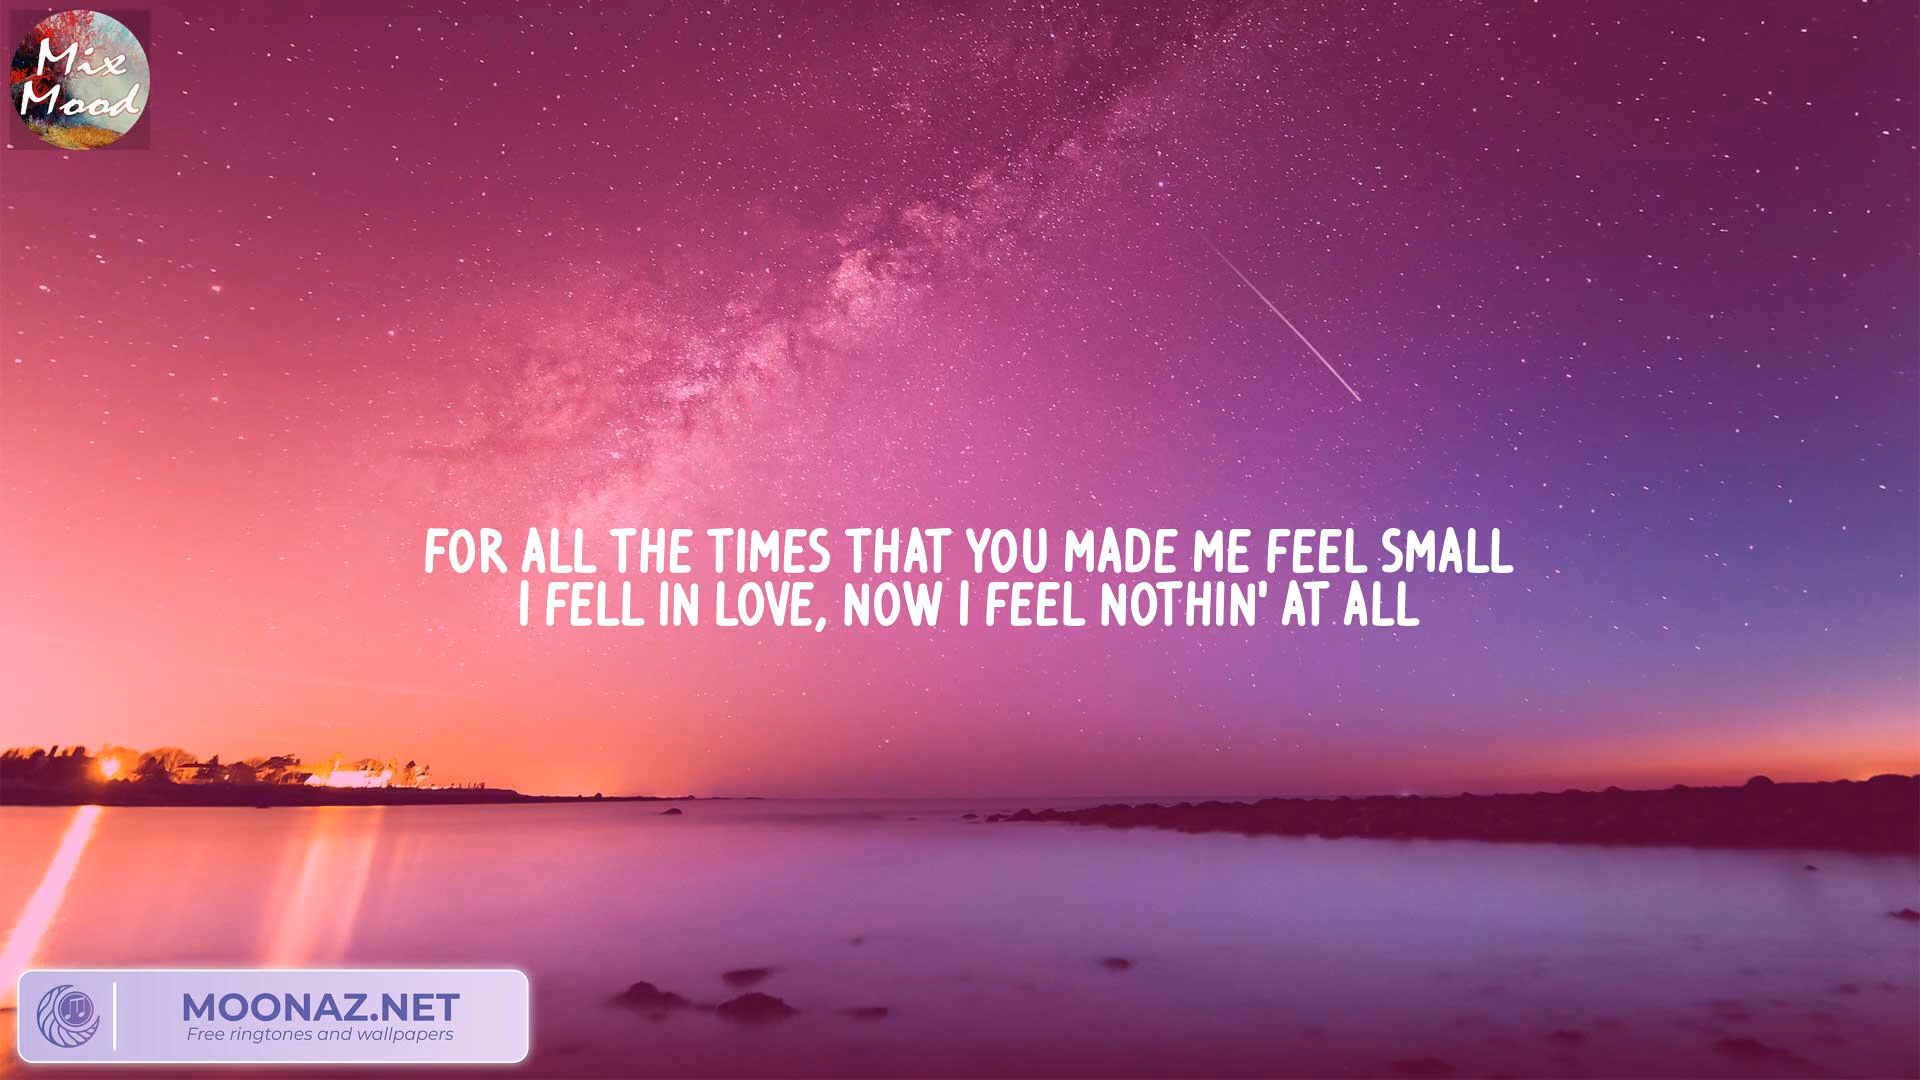 Mix
Mood
FOR ALL THE TIMES THAT YOU MADE ME FEEL SMALL
I FELL IN LOVE, NOW I FEEL NOTHIN' AT ALL
MOONAZ.NET
Free ringtones and wallpapers